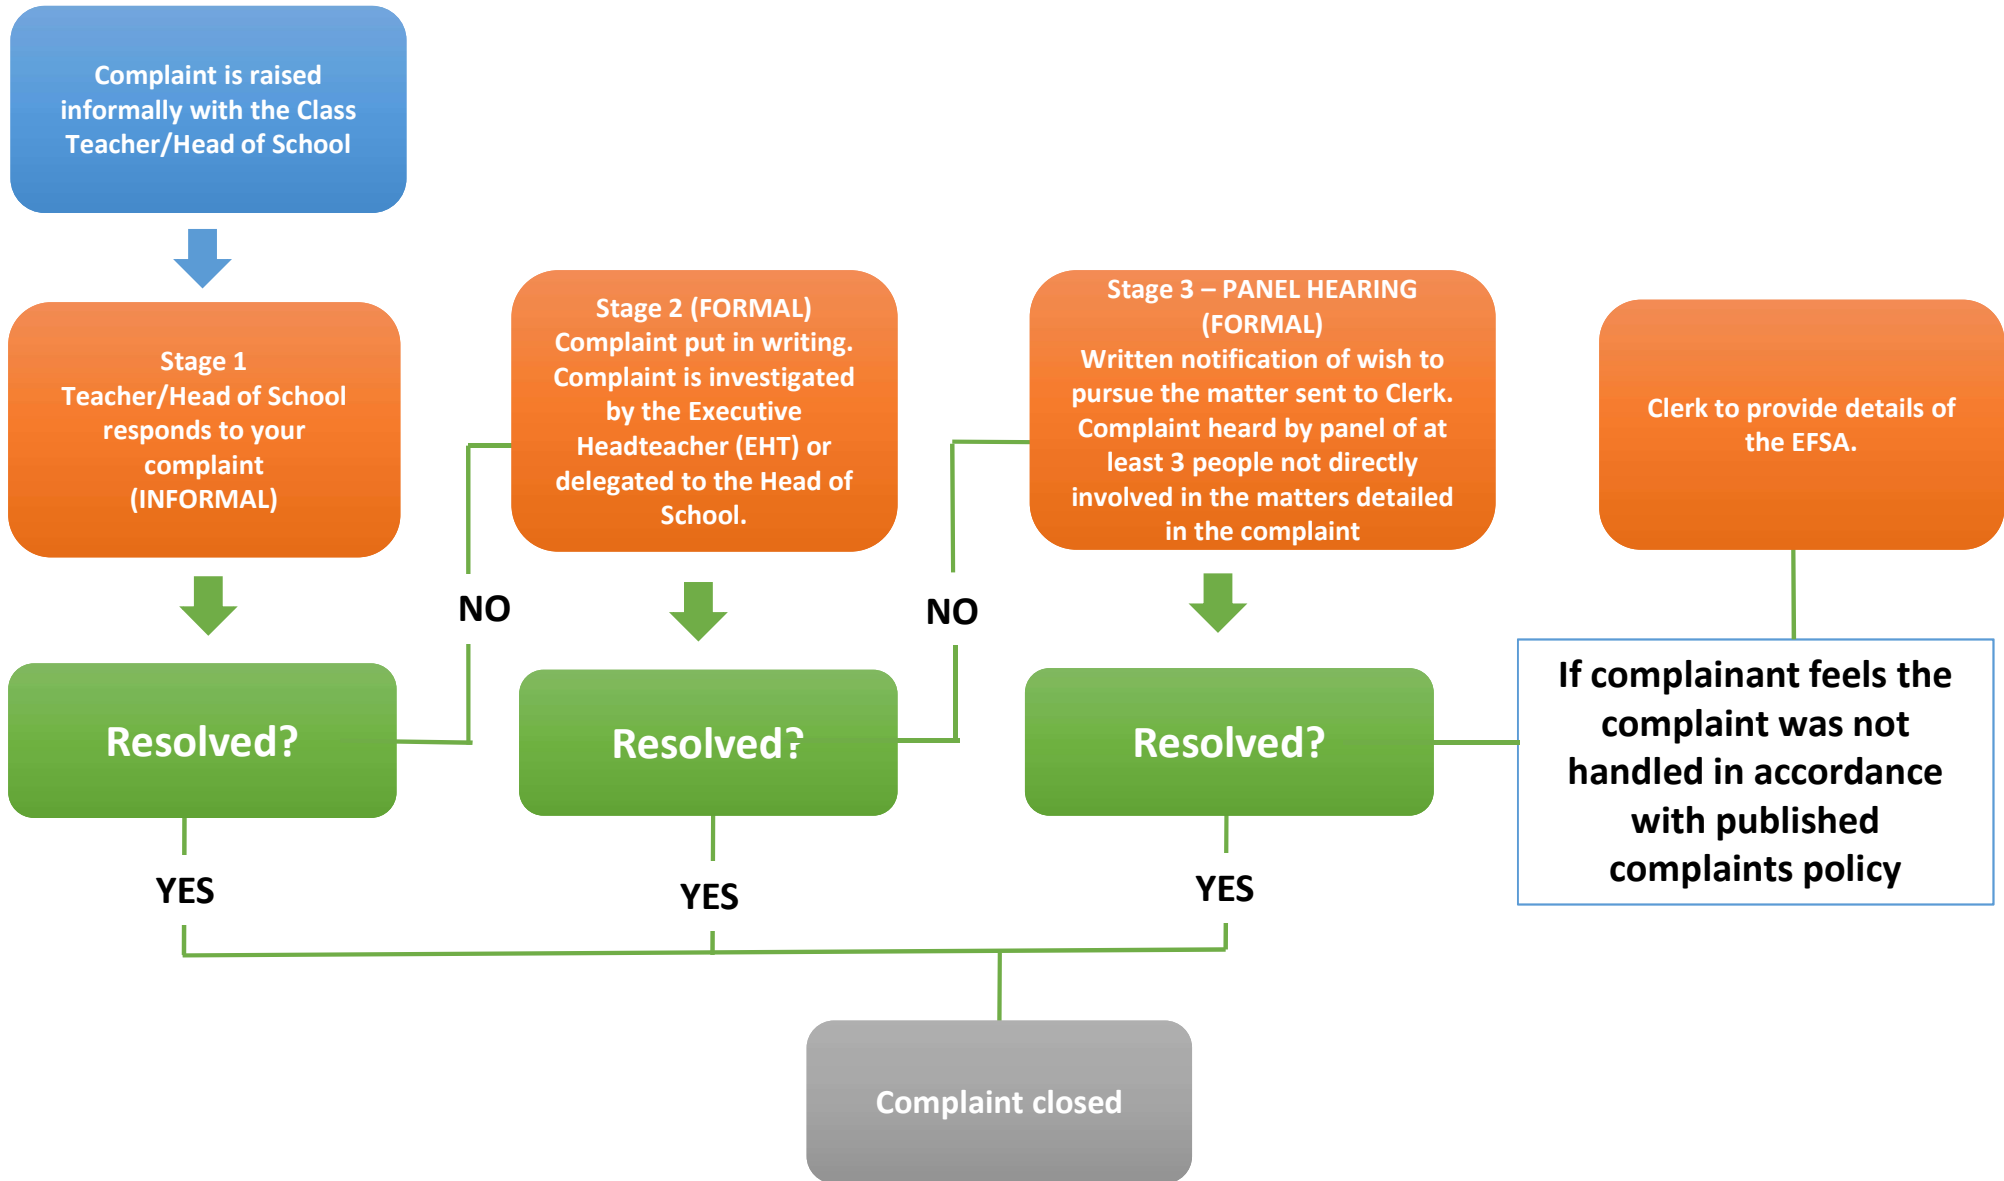 Complaint is raised
informally with the Class
Teacher/Head of School
Stage 1
Teacher/Head of School
responds to your
complaint
(INFORMAL)
Resolved?
NO
YES
Stage 2 (FORMAL)
Complaint put in writing.
Complaint is investigated
by the Executive
Headteacher (EHT) or
delegated to the Head of
School.
Resolved?
NO
YES
Stage 3 – PANEL HEARING
(FORMAL)
Written notification of wish to
pursue the matter sent to Clerk.
Complaint heard by panel of at
least 3 people not directly
involved in the matters detailed
in the complaint
Resolved?
YES
Clerk to provide details of
the EFSA.
If complainant feels the
complaint was not
handled in accordance
with published
complaints policy
Complaint closed